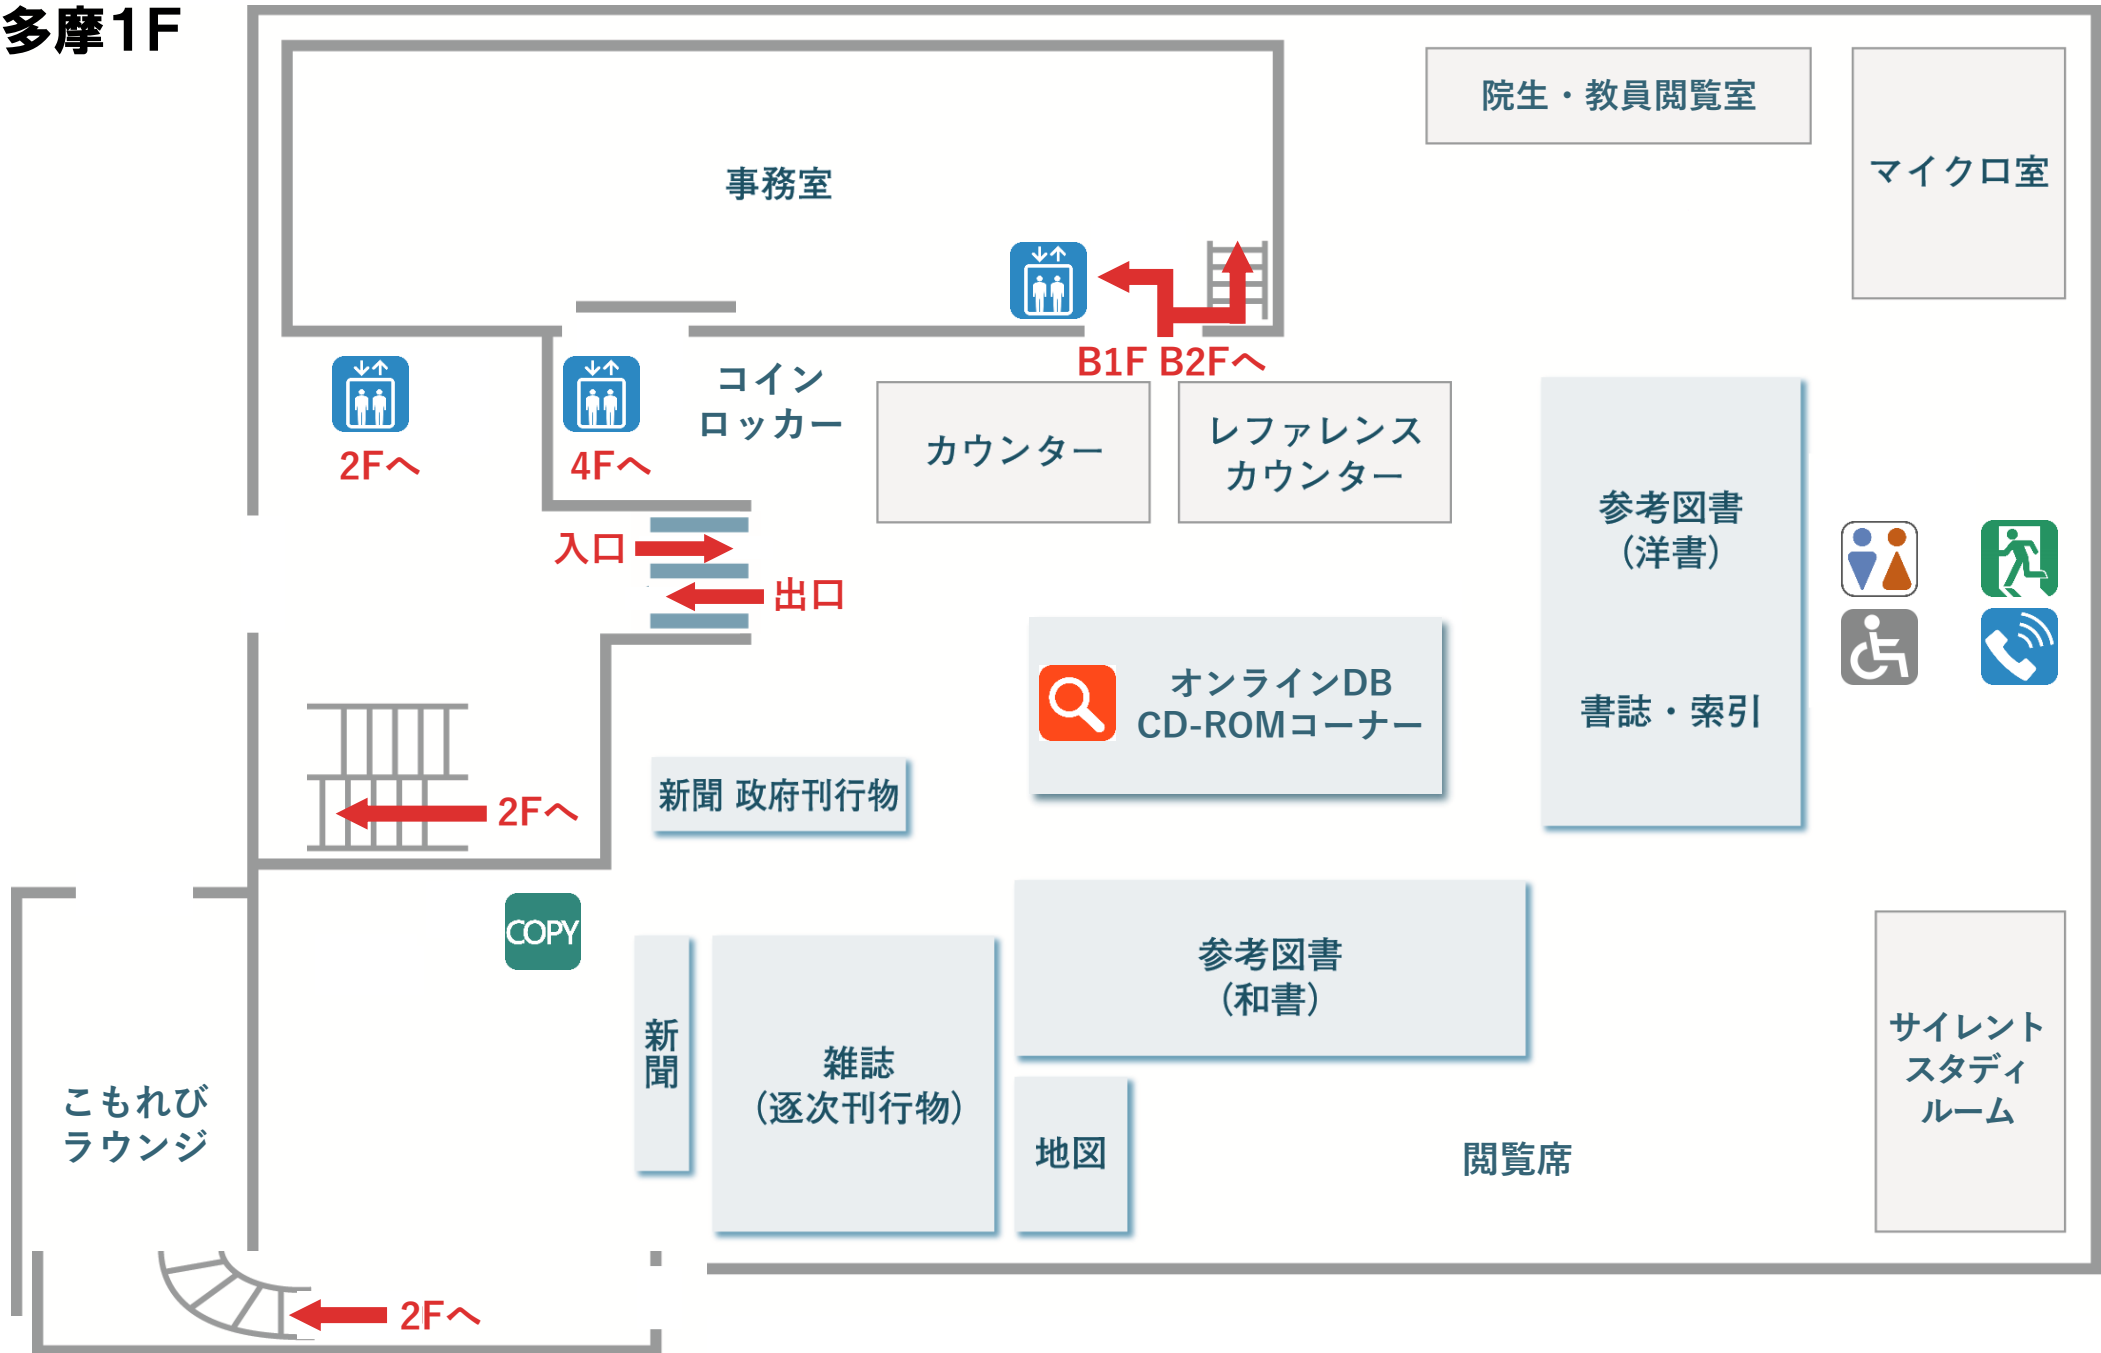 多摩1F
院生・教員閲覧室
マイクロ室
事務室
B1F B2Fへ
コイン
ロッカー
2Fへ
4Fへ
カウンター
レファレンス
カウンター
参考図書
（洋書）
書誌・索引
入口
出口
オンラインDB
CD-ROMコーナー
新聞 政府刊行物
2Fへ
COPY
新聞
雑誌
（逐次刊行物）
参考図書
（和書）
地図
閲覧席
サイレント
スタディ
ルーム
こもれび
ラウンジ
2Fへ